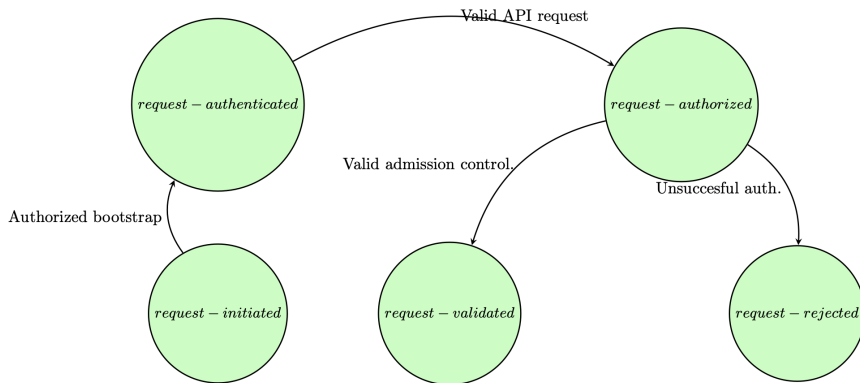 Valid API request
request – authenticated
request – authorized
Valid admission control.
Unsuccesful auth.
Authorized bootstrap
request – initiated
request – validated
request – rejected